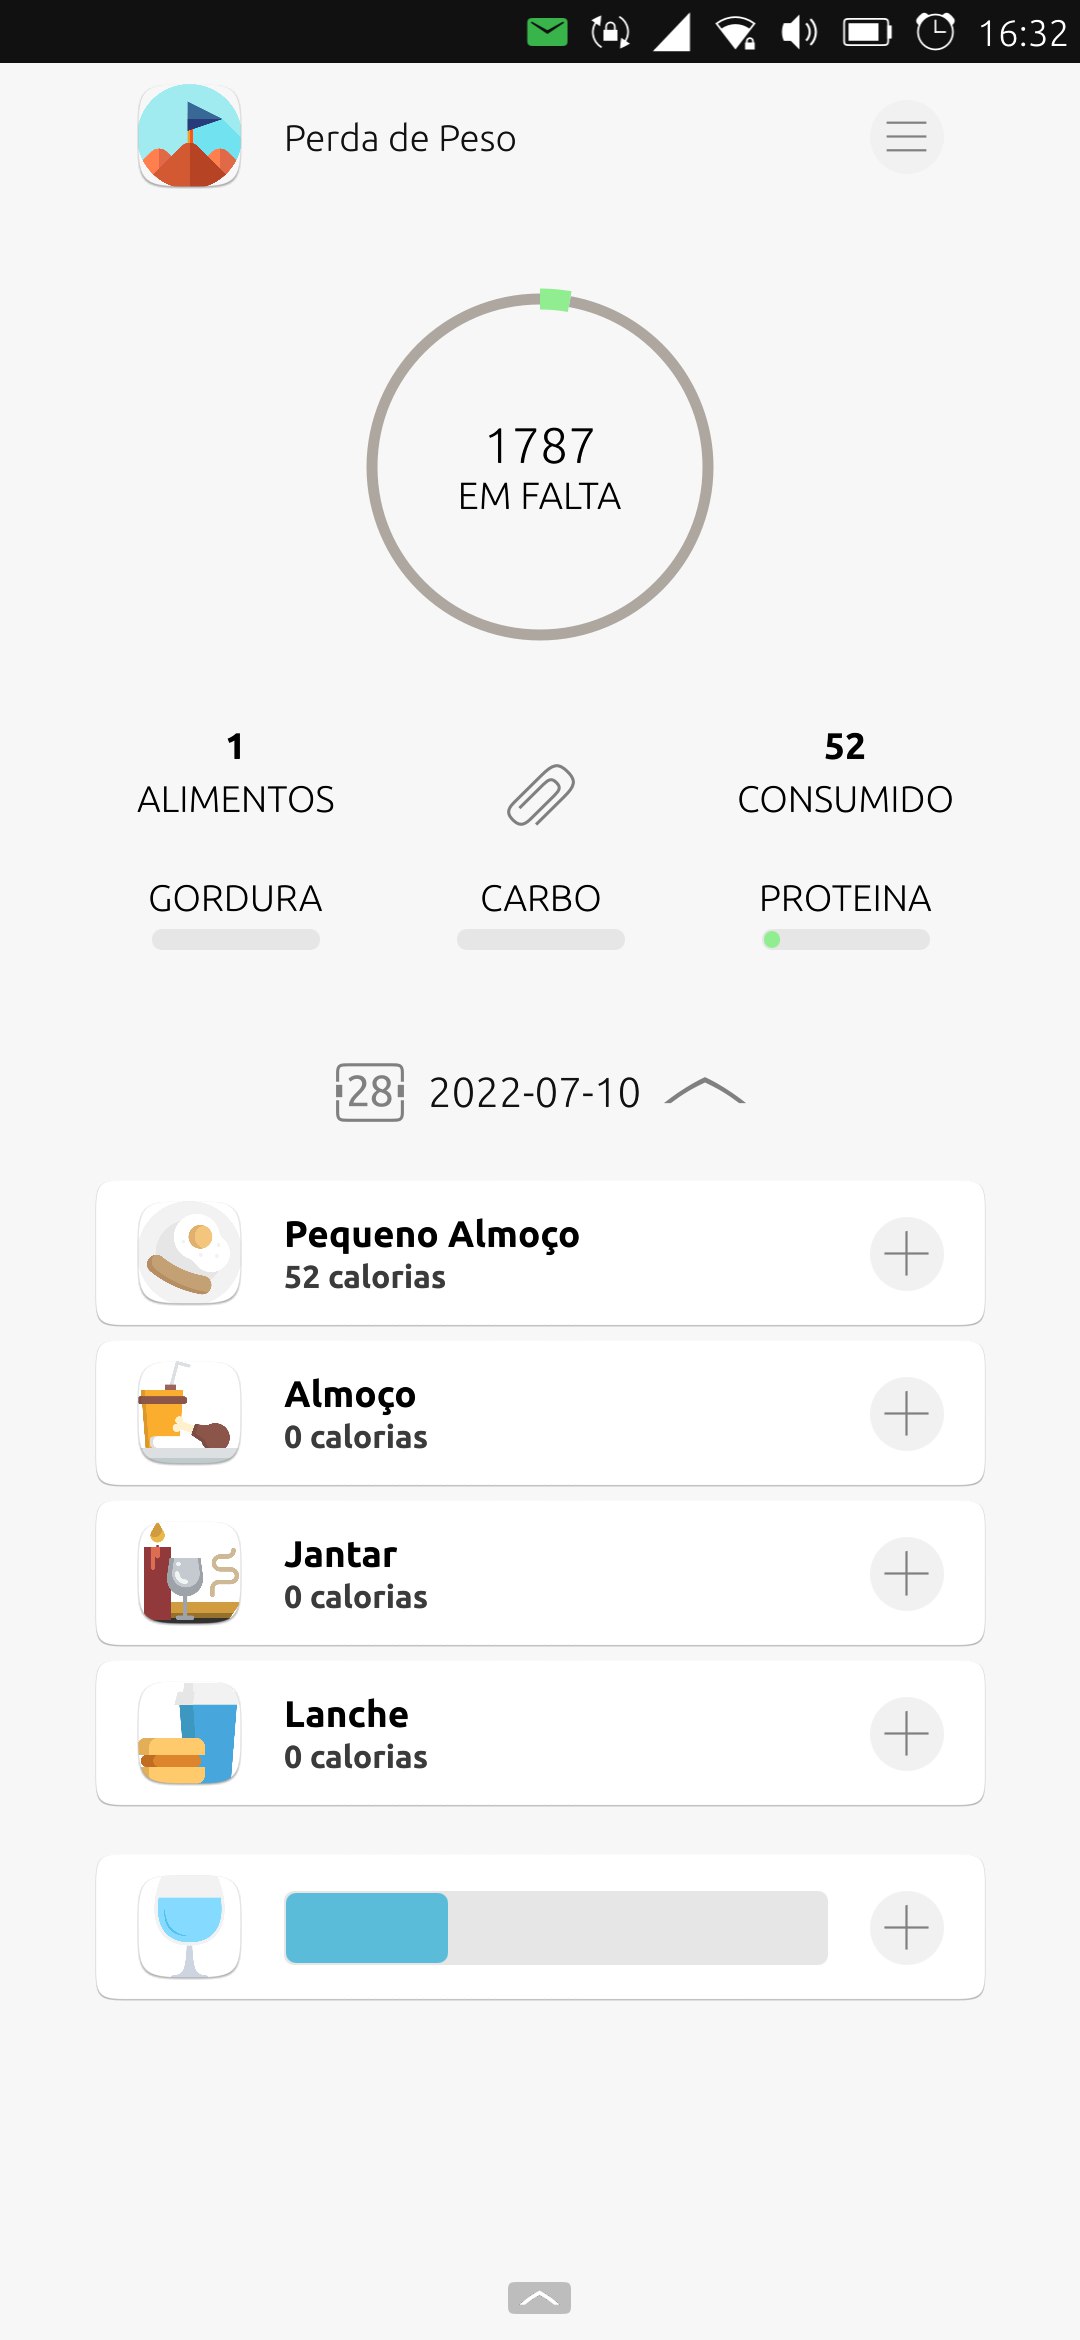 16:32
Perda de Peso
1787
EM FALTA
1
ALIMENTOS
52
CONSUMIDO
GORDURA
CARBO
PROTEINA
28
2022-07-10
Pequeno Almoço
52 calorias
Almoço
0 calorias
Jantar
0 calorias
Lanche
0 calorias